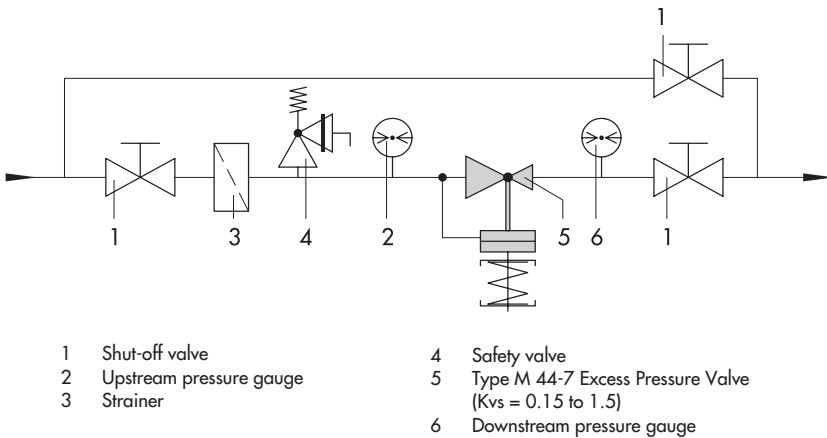 1
1
3
4
2
5
6
1
1 Shut-off valve
2 Upstream pressure gauge
3 Strainer
4 Safety valve
5 Type M 44-7 Excess Pressure Valve
(Kvs = 0.15 to 1.5)
6 Downstream pressure gauge